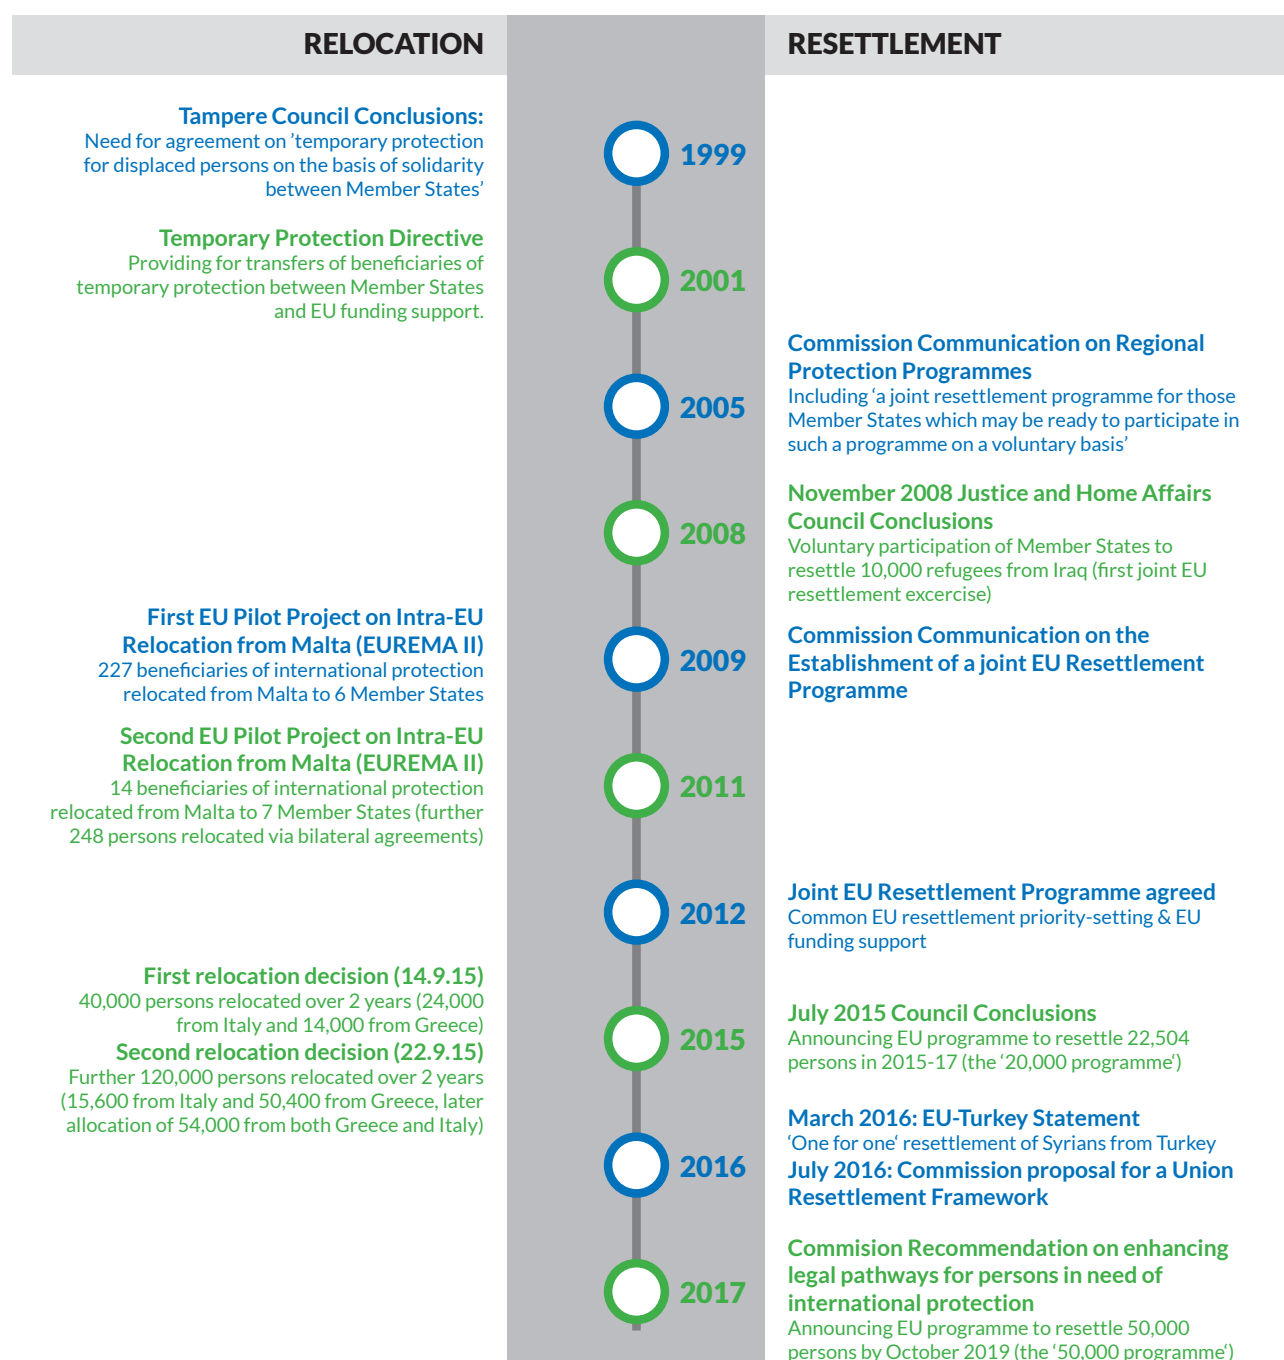 RELOCATION
RESETTLEMENT
Tampere Council Conclusions:
Need for agreement on ’temporary protection
for displaced persons on the basis of solidarity
between Member States’
1999
Temporary Protection Directive
Providing for transfers of beneficiaries of
temporary protection between Member States
and EU funding support.
2001
2005
Commission Communication on Regional
Protection Programmes
Including ‘a joint resettlement programme for those
Member States which may be ready to participate in
such a programme on a voluntary basis’
2008
November 2008 Justice and Home Affairs
Council Conclusions
Voluntary participation of Member States to
resettle 10,000 refugees from Iraq (first joint EU
resettlement excercise)
First EU Pilot Project on Intra-EU
Relocation from Malta (EUREMA II)
227 beneficiaries of international protection
relocated from Malta to 6 Member States
2009
Commission Communication on the
Establishment of a joint EU Resettlement
Programme
Second EU Pilot Project on Intra-EU
Relocation from Malta (EUREMA II)
14 beneficiaries of international protection
relocated from Malta to 7 Member States (further
248 persons relocated via bilateral agreements)
2011
2012
Joint EU Resettlement Programme agreed
Common EU resettlement priority-setting & EU
funding support
First relocation decision (14.9.15)
40,000 persons relocated over 2 years (24,000
from Italy and 14,000 from Greece)
Second relocation decision (22.9.15)
Further 120,000 persons relocated over 2 years
(15,600 from Italy and 50,400 from Greece, later
allocation of 54,000 from both Greece and Italy)
2015
July 2015 Council Conclusions
Announcing EU programme to resettle 22,504
persons in 2015-17 (the ‘20,000 programme‘)
2016
March 2016: EU-Turkey Statement
‘One for one‘ resettlement of Syrians from Turkey
July 2016: Commission proposal for a Union
Resettlement Framework
2017
Commision Recommendation on enhancing
legal pathways for persons in need of
international protection
Announcing EU programme to resettle 50,000
persons by October 2019 (the ‘50,000 programme‘)